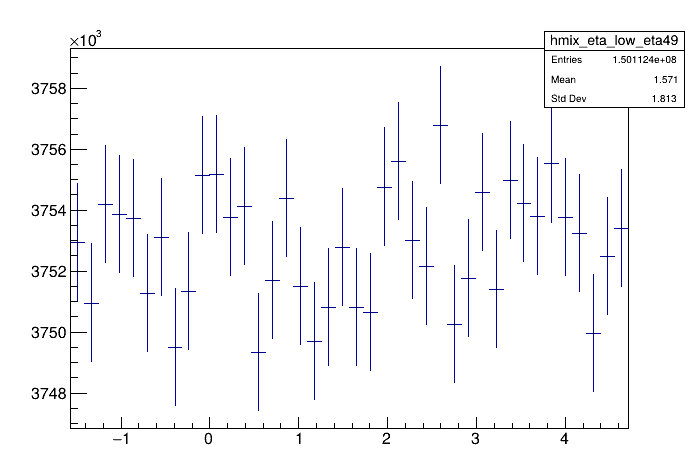 ×10³
hmix_eta_low_eta49
Entries 1.501124e+08
Mean 1.571
Std Dev 1.813
3758
3756
3754
3752
3750
3748
−1 0 1 2 3 4